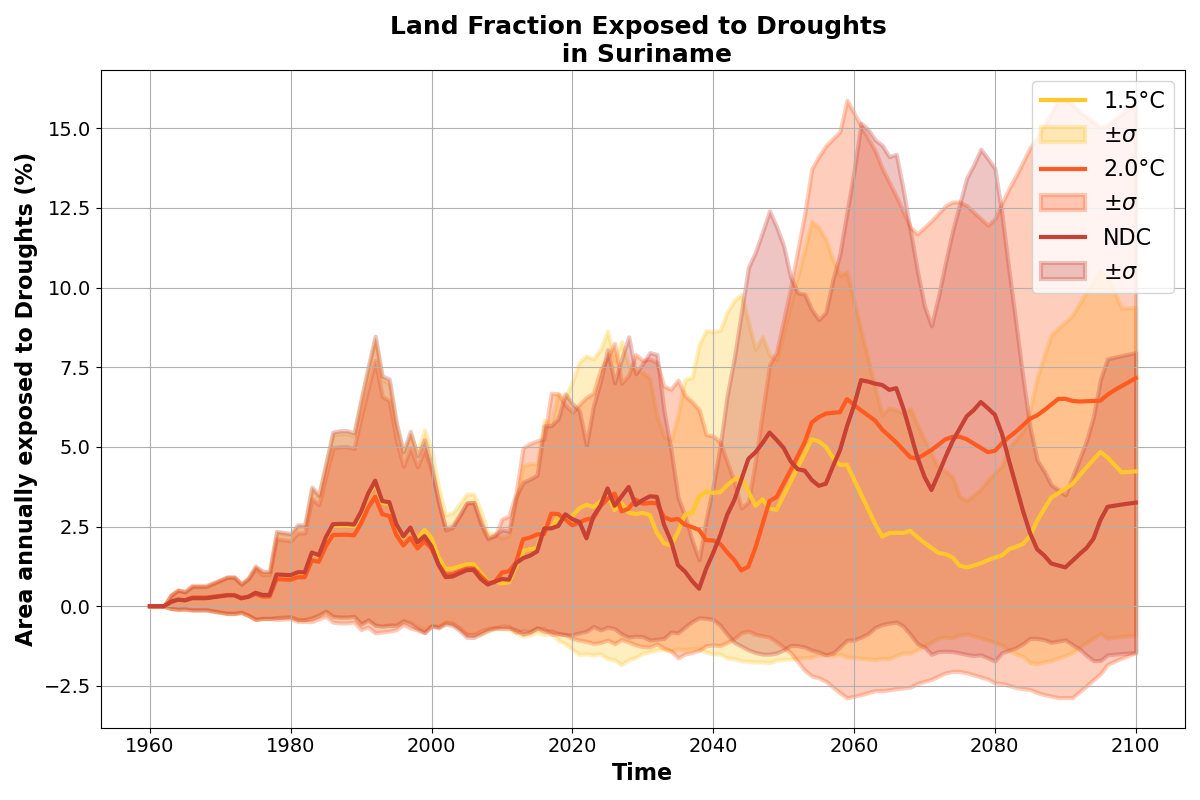 Land Fraction Exposed to Droughts
in Suriname
Area annually exposed to Droughts (%)
15.0
12.5
10.0
7.5
5.0
2.5
0.0
−2.5
1.5°C
±σ
2.0°C
±σ
NDC
±σ
1960
1980
2000
2020
2040
2060
2080
2100
Time